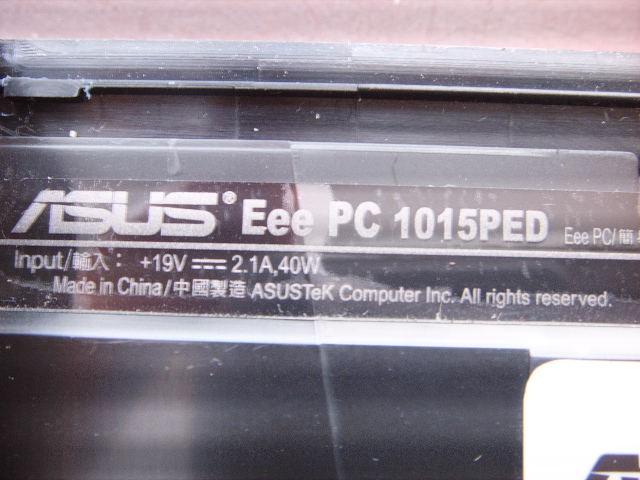 ASUS® Eee PC 1015PED Eee PC/簡
Input/輸入: +19V ⎓ 2.1A,40W
Made in China/中國製造 ASUSTeK Computer Inc. All rights reserved.